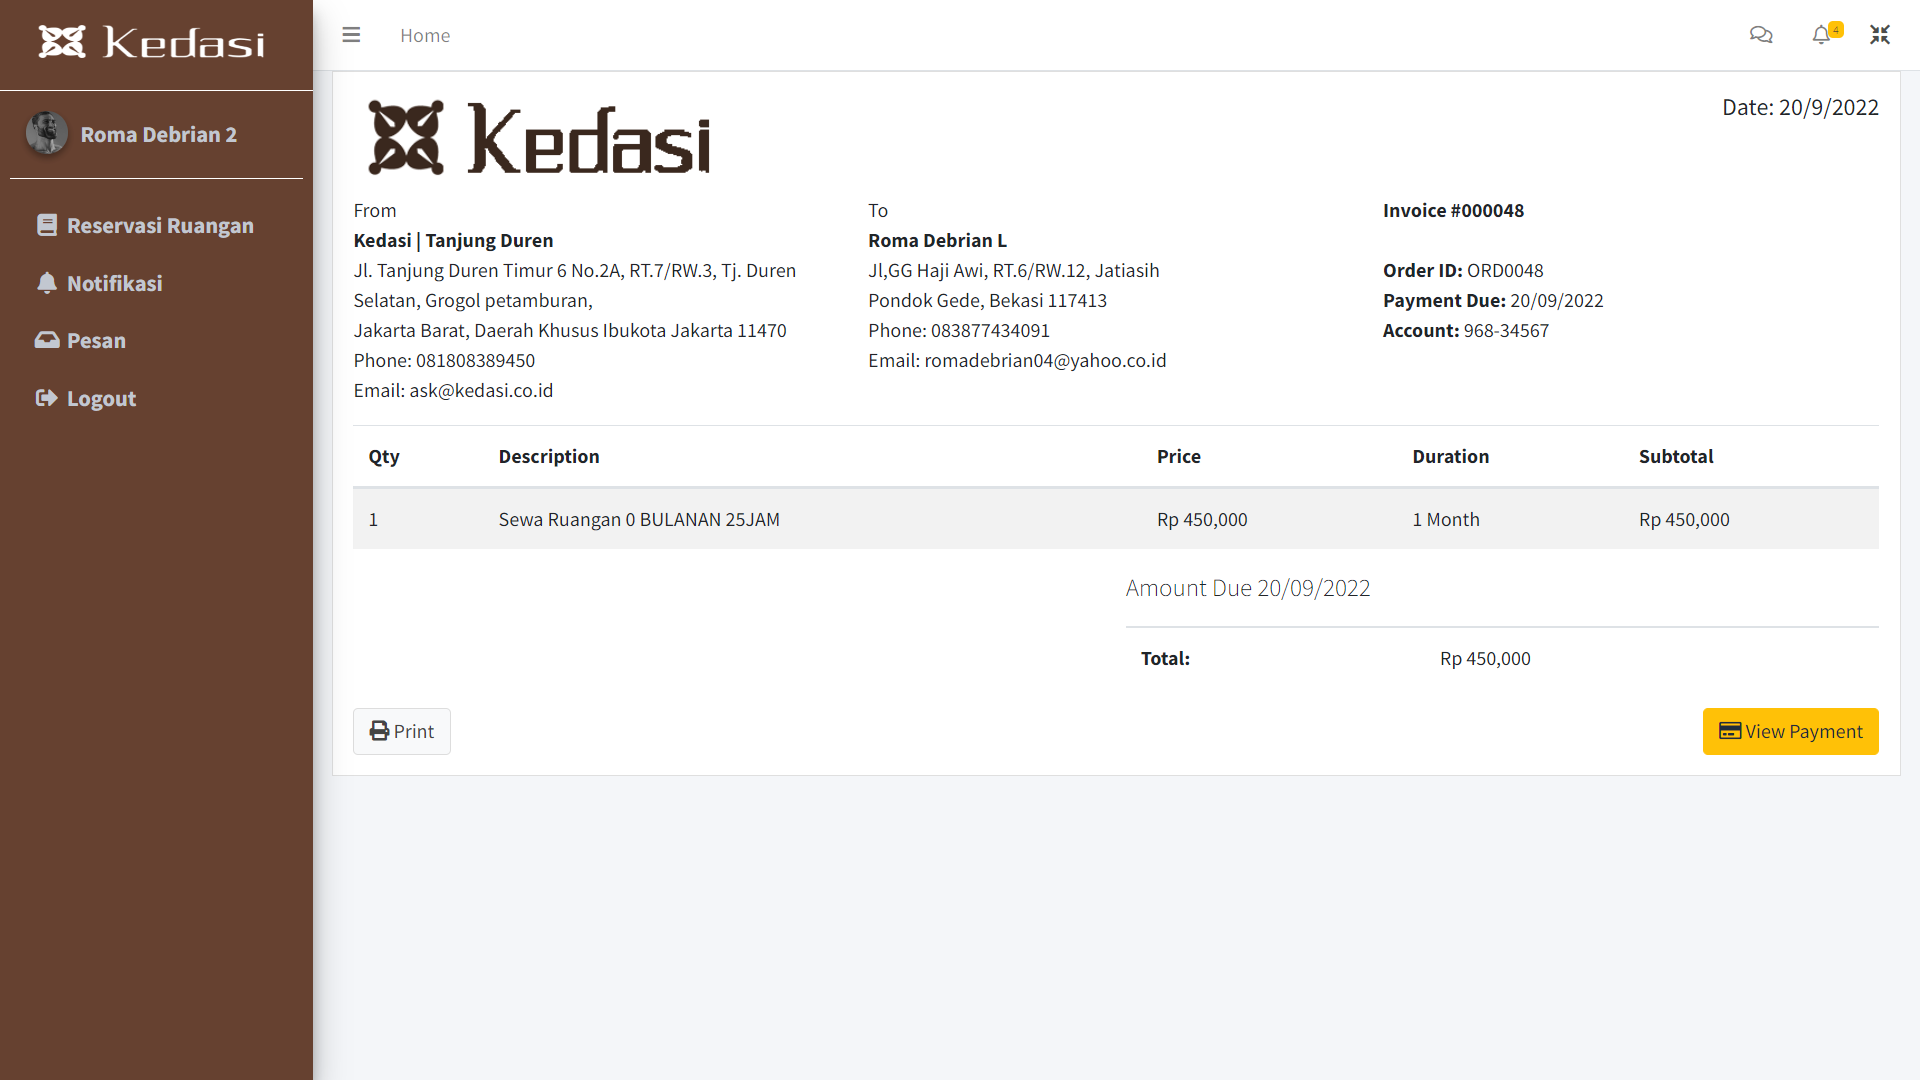 Kedasi
Home
4
Roma Debrian 2
Reservasi Ruangan
Notifikasi
Pesan
Logout
Kedasi
Date: 20/9/2022
From
Kedasi | Tanjung Duren
Jl. Tanjung Duren Timur 6 No.2A, RT.7/RW.3, Tj. Duren
Selatan, Grogol petamburan,
Jakarta Barat, Daerah Khusus Ibukota Jakarta 11470
Phone: 081808389450
Email: ask@kedasi.co.id
To
Roma Debrian L
Jl,GG Haji Awi, RT.6/RW.12, Jatiasih
Pondok Gede, Bekasi 117413
Phone: 083877434091
Email: romadebrian04@yahoo.co.id
Invoice #000048
Order ID: ORD0048
Payment Due: 20/09/2022
Account: 968-34567
Qty Description Price Duration Subtotal
1 Sewa Ruangan 0 BULANAN 25JAM Rp 450,000 1 Month Rp 450,000
Amount Due 20/09/2022
Total: Rp 450,000
Print
View Payment